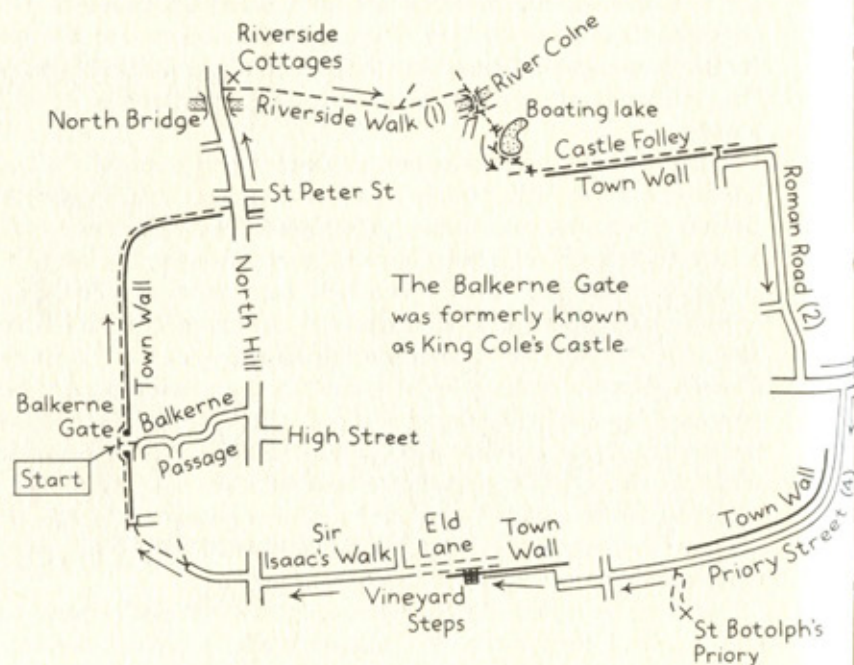 Riverside
Cottages
River Colne
North Bridge
Riverside Walk (1)
Boating lake
Castle Folley
Town Wall
St Peter St
Roman Road (2)
North Hill
Town Wall
The Balkerne Gate
was formerly known
as King Cole's Castle
Balkerne
Gate
Balkerne
Passage
High Street
Start
Sir
Isaac's Walk
Eld
Lane
Town
Wall
Town Wall
Priory Street (4)
Vineyard
Steps
St Botolph's
Priory